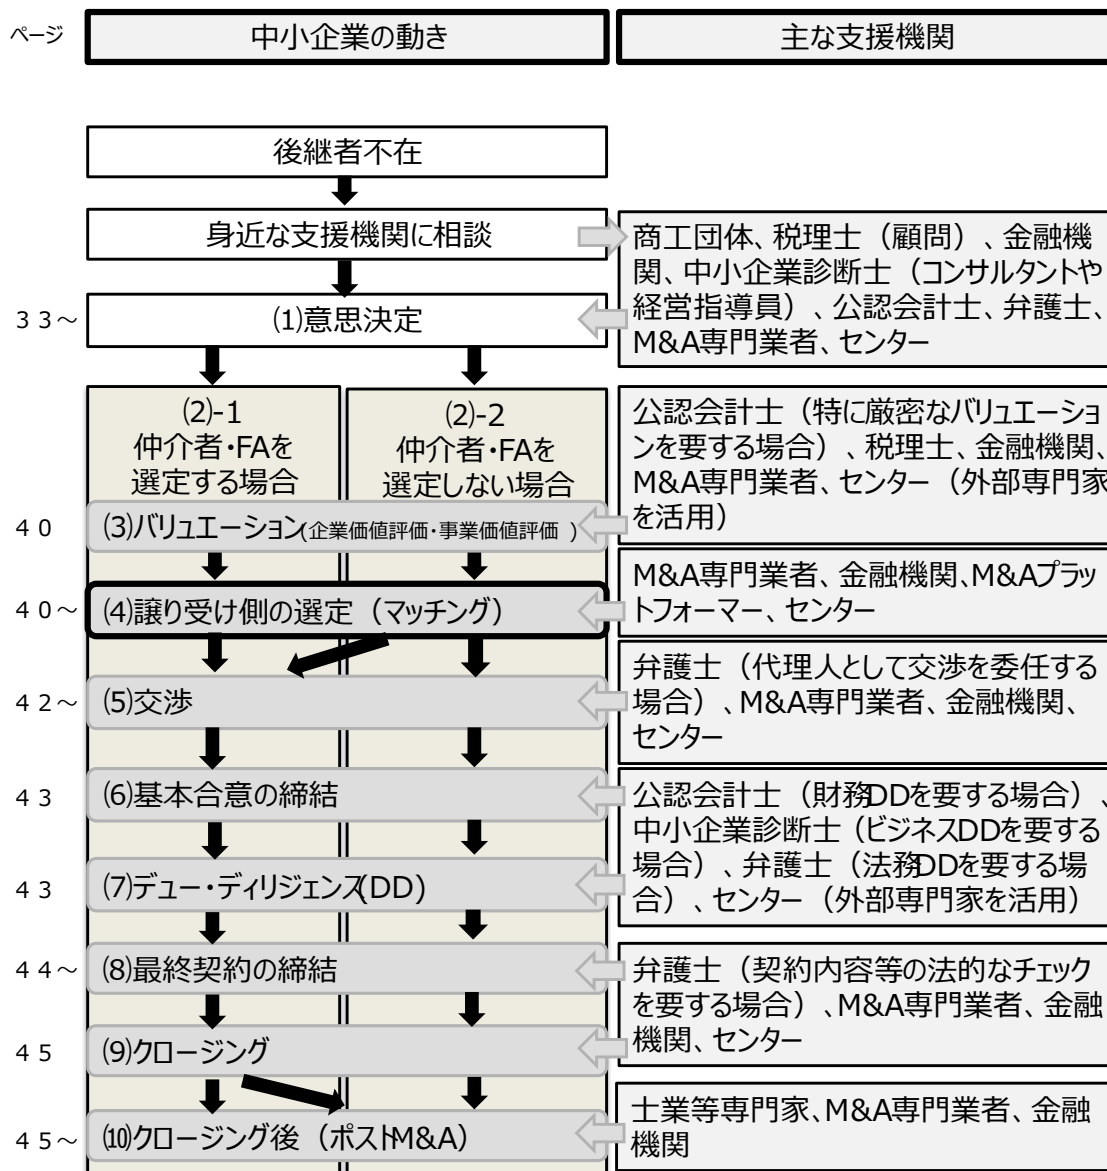 ページ
中小企業の動き
主な支援機関
後継者不在
身近な支援機関に相談
商工団体、税理士（顧問）、金融機
関、中小企業診断士（コンサルタントや
経営指導員）、公認会計士、弁護士、
M&A専門業者、センター
33～
(1)意思決定
(2)-1
仲介者・FAを
選定する場合
(2)-2
仲介者・FAを
選定しない場合
公認会計士（特に厳密なバリュエーショ
ンを要する場合）、税理士、金融機関、
M&A専門業者、センター（外部専門家
を活用）
40
(3)バリュエーション(企業価値評価・事業価値評価)
40～
(4)譲り受け側の選定（マッチング）
M&A専門業者、金融機関、M&Aプラッ
トフォーマー、センター
42～
(5)交渉
弁護士（代理人として交渉を委任する
場合）、M&A専門業者、金融機関、
センター
43
(6)基本合意の締結
公認会計士（財務DDを要する場合）、
中小企業診断士（ビジネスDDを要する
場合）、弁護士（法務DDを要する場
合）、センター（外部専門家を活用）
43
(7)デュー・ディリジェンス(DD)
44～
(8)最終契約の締結
弁護士（契約内容等の法的なチェック
を要する場合）、M&A専門業者、金融
機関、センター
45
(9)クロージング
45～
(10)クロージング後（ポストM&A）
士業等専門家、M&A専門業者、金融
機関